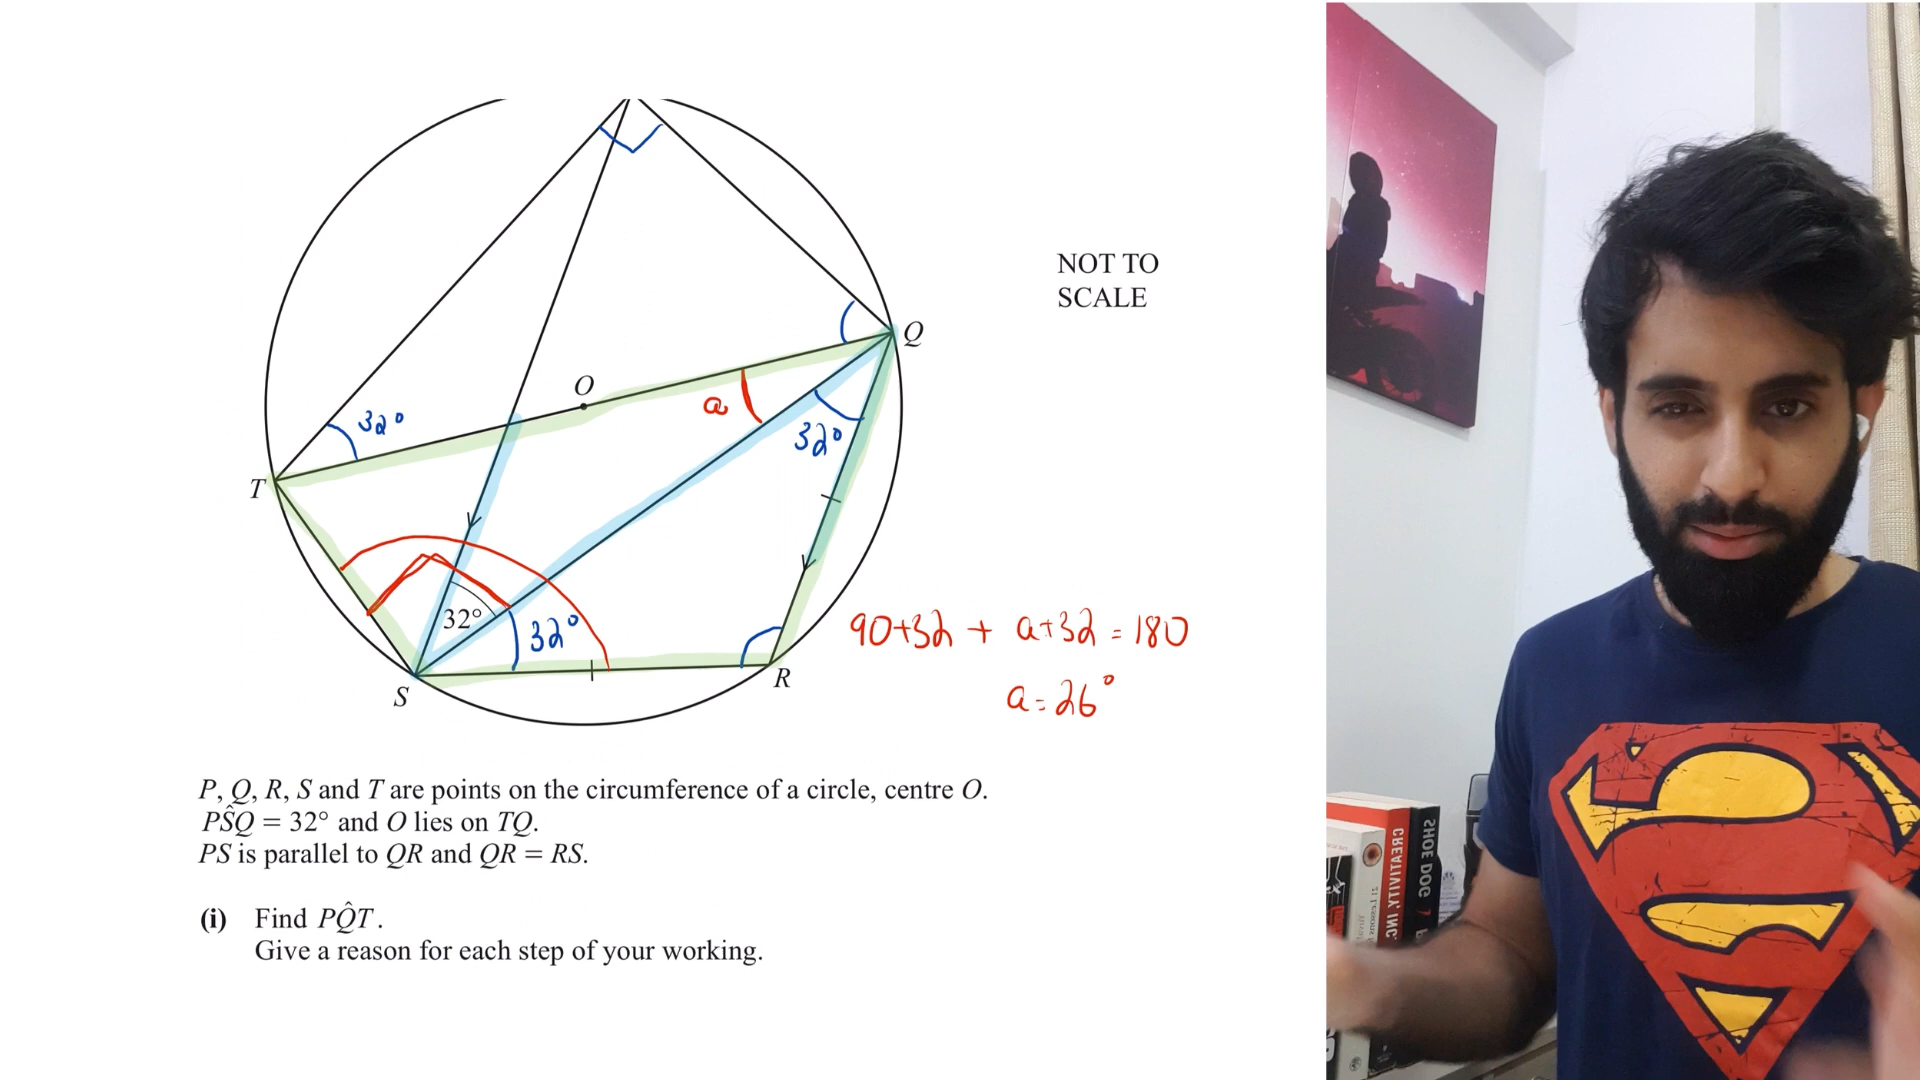 NOT TO
SCALE
Q
O
a
32°
32°
T
32°
32°
S
R
90+32 + a+32 = 180
a = 26°
P, Q, R, S and T are points on the circumference of a circle, centre O.
PŜQ = 32° and O lies on TQ.
PS is parallel to QR and QR = RS.
(i) Find PQ̂T.
Give a reason for each step of your working.
SHOE DOG
CREATIVITY, INC